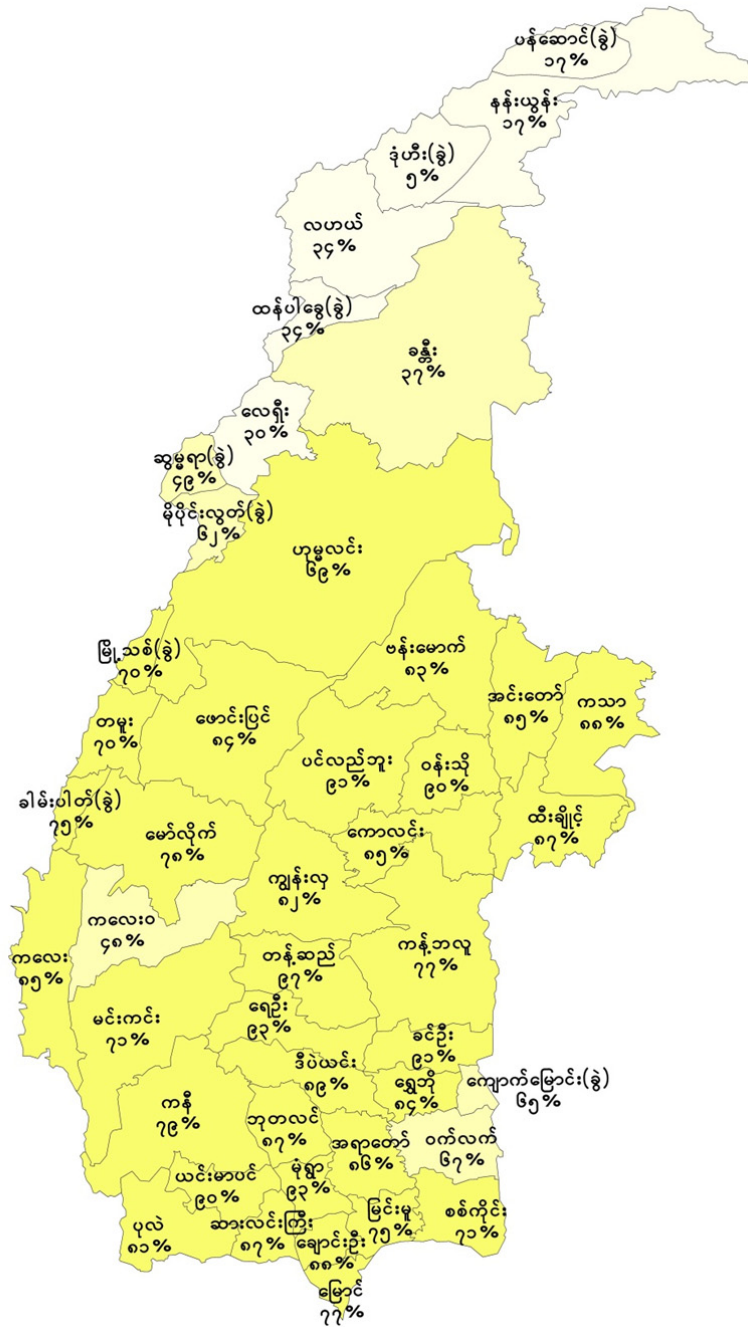 ပန်ဆောင်(ခွဲ)
၁၇%
နန်းယွန်း
၁၇%
ဒုံဟီး(ခွဲ)
၅%
လဟယ်
၃၄%
ထန်ပါခွေ(ခွဲ)
၃၄%
ခန္တီး
၃၇%
လေရှီး
၃၀%
ဆွမ္မရာ(ခွဲ)
၄၉%
မိုပိုင်းလွတ်(ခွဲ)
၆၂%
ဟုမ္မလင်း
၆၉%
မြို့သစ်(ခွဲ)
၇၀%
ဗန်းမောက်
၈၃%
အင်းတော်
၈၅%
ကသာ
၈၈%
တမူး
၇၀%
ဖောင်းပြင်
၈၄%
ပင်လည်ဘူး
၉၁%
ဝန်းသို
၉၀%
ခါမ်းပါတ်(ခွဲ)
၇၅%
မော်လိုက်
၇၈%
ကောလင်း
၈၅%
ထီးချိုင့်
၈၇%
ကျွန်းလှ
၈၂%
ကလေးဝ
၄၈%
ကလေး
၈၅%
တန့်ဆည်
၉၇%
ကန့်ဘလူ
၇၇%
မင်းကင်း
၇၁%
ရေဦး
၉၃%
ခင်ဦး
၉၁%
ဒီပဲယင်း
၈၉%
ရွှေဘို
၈၄%
ကျောက်မြောင်း(ခွဲ)
၆၅%
ကနီ
၇၉%
ဘုတလင်
၈၇%
အရာတော်
၈၆%
ဝက်လက်
၆၇%
ယင်းမာပင်
၉၀%
မုံရွာ
၉၃%
ပုလဲ
၈၁%
ဆားလင်းကြီး
၈၇%
ချောင်းဦး
၈၈%
မြင်းမူ
၇၅%
စစ်ကိုင်း
၇၁%
မြောင်
၇၇%